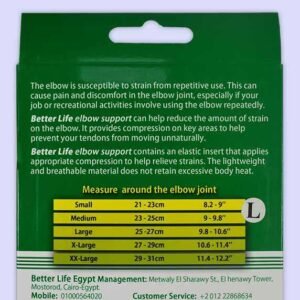 The elbow is susceptible to strain from repetitive use. This can
cause pain and discomfort in the elbow joint, especially if your
job or recreational activities involve using the elbow repeatedly.
Better Life elbow support can help reduce the amount of strain
on the elbow. It provides compression on key areas to help
prevent your tendons from moving unnaturally.
Better Life elbow support contains an elastic insert that applies
appropriate compression to help relieve strains. The lightweight
and breathable material does not retain excessive body heat.
Measure around the elbow joint
Small 21 - 23cm 8.2 - 9"
Medium 23 - 25cm 9 - 9.8"
Large 25 -27cm 9.8 - 10.6"
X-Large 27 - 29cm 10.6 - 11.4"
XX-Large 29 - 31cm 11.4 - 12.2"
L
Better Life Egypt Management: Metwaly El Sharawy St., El henawy Tower,
Mostorod, Cairo-Egypt
Mobile: 01000564020
Customer Service: +2 012 22868634